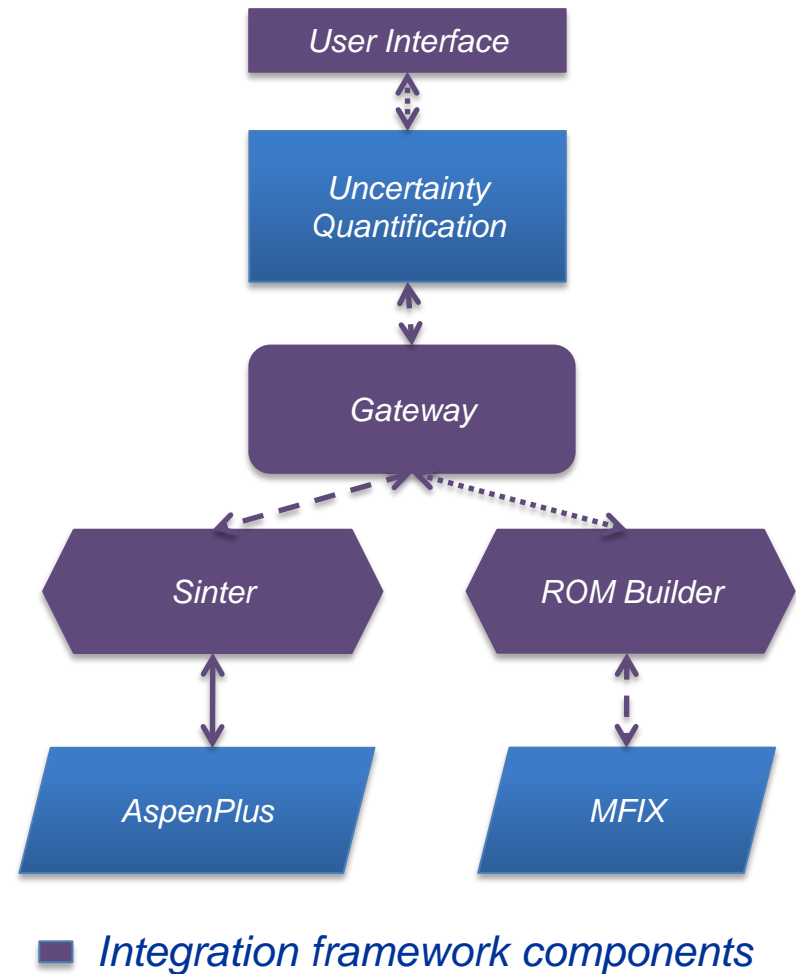 User Interface
Uncertainty
Quantification
Gateway
Sinter
ROM Builder
AspenPlus
MFIX
Integration framework components